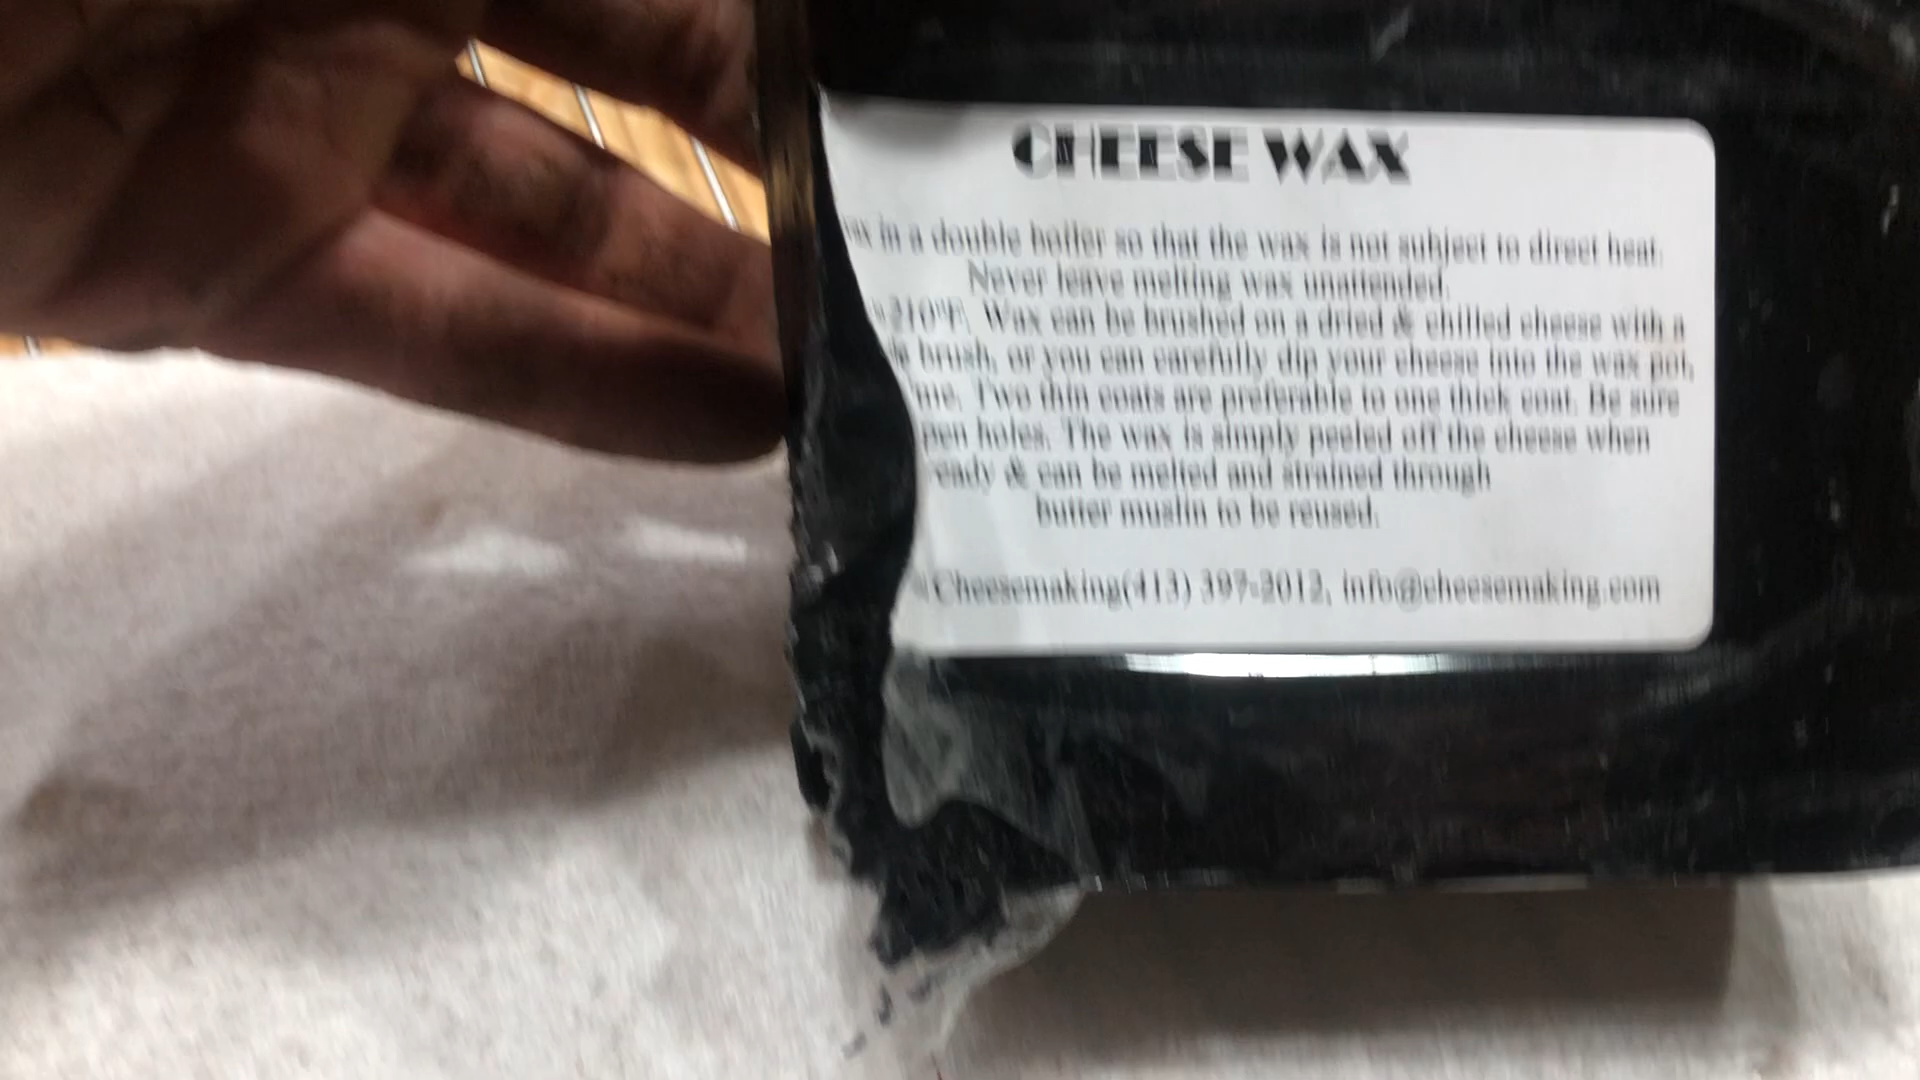 CHEESE WAX
in a double boiler so that the wax is not subject to direct heat.
Never leave melting wax unattended.
210°F. Wax can be brushed on a dried & chilled cheese with a
brush, or you can carefully dip your cheese into the wax pot,
Two thin coats are preferable to one thick coat. Be sure
holes. The wax is simply peeled off the cheese when
& can be melted and strained through
butter muslin to be reused.
Cheesemaking(413) 397-2012, info@cheesemaking.com